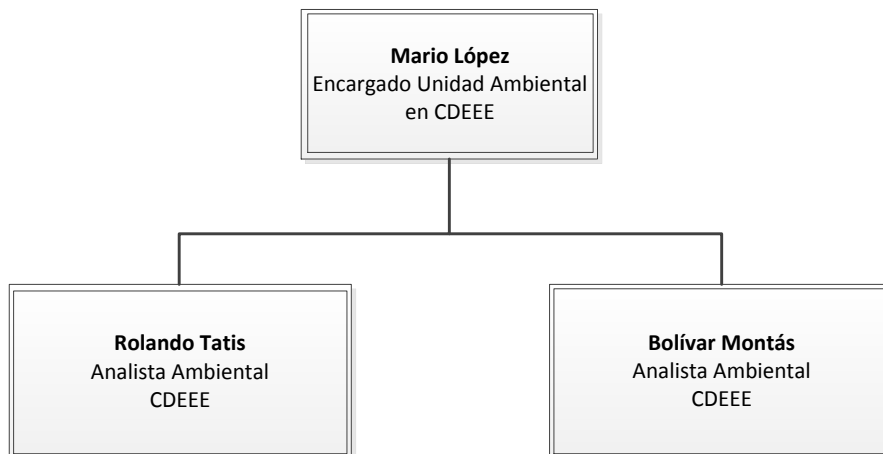 Mario López
Encargado Unidad Ambiental
en CDEEE
Rolando Tatis
Analista Ambiental
CDEEE
Bolívar Montás
Analista Ambiental
CDEEE